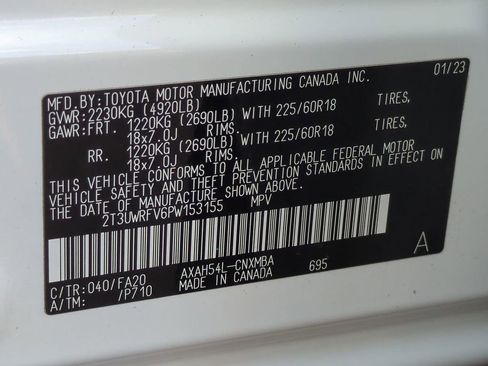 MFD.BY:TOYOTA MOTOR MANUFACTURING CANADA INC. 01/23
GVWR:2230KG (4920LB)
GAWR:FRT. 1220KG (2690LB) WITH 225/60R18 TIRES,
18x7.0J RIMS.
RR. 1220KG (2690LB) WITH 225/60R18 TIRES,
18x7.0J RIMS.
THIS VEHICLE CONFORMS TO ALL APPLICABLE FEDERAL MOTOR
VEHICLE SAFETY AND THEFT PREVENTION STANDARDS IN EFFECT ON
THE DATE OF MANUFACTURE SHOWN ABOVE.
2T3UWRFV6PW153155 MPV
C/TR:040/FA20 AXAH54L-CNXMBA 695 A
A/TM: /P710 MADE IN CANADA